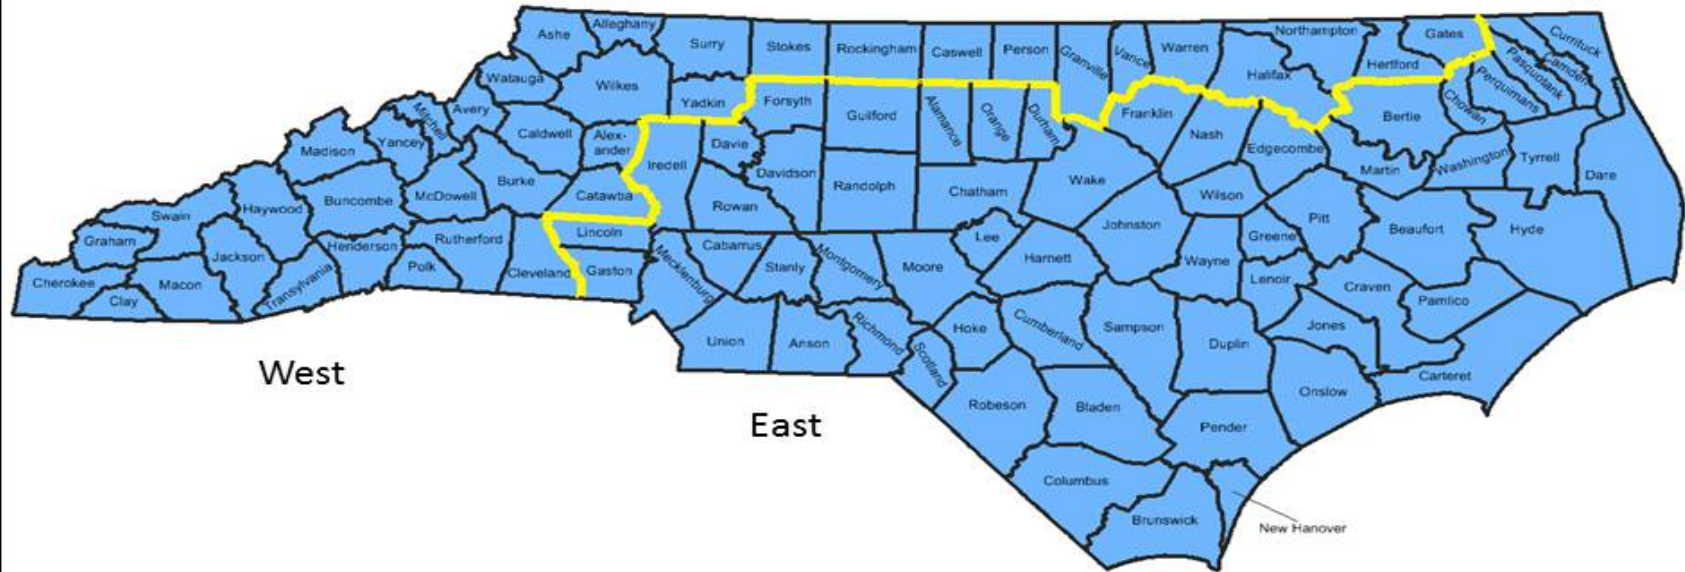 Ashe
Alleghany
Surry
Stokes
Rockingham
Caswell
Person
Granville
Vance
Warren
Northampton
Gates
Currituck
Camden
Pasquotank
Perquimans
Chowan
Hertford
Halifax
Watauga
Wilkes
Yadkin
Forsyth
Guilford
Alamance
Orange
Durham
Franklin
Nash
Edgecombe
Bertie
Mitchell
Avery
Caldwell
Alex-
ander
Iredell
Davie
Davidson
Randolph
Chatham
Wake
Wilson
Martin
Washington
Tyrrell
Dare
Madison
Yancey
McDowell
Burke
Catawba
Rowan
Johnston
Greene
Pitt
Beaufort
Hyde
Swain
Haywood
Buncombe
Rutherford
Lincoln
Cabarrus
Stanly
Montgomery
Moore
Lee
Harnett
Wayne
Lenoir
Craven
Pamlico
Graham
Jackson
Henderson
Polk
Cleveland
Gaston
Mecklenburg
Cherokee
Clay
Macon
Transylvania
Union
Anson
Richmond
Scotland
Hoke
Cumberland
Sampson
Duplin
Jones
Carteret
Onslow
West
East
Robeson
Bladen
Pender
Columbus
Brunswick
New Hanover